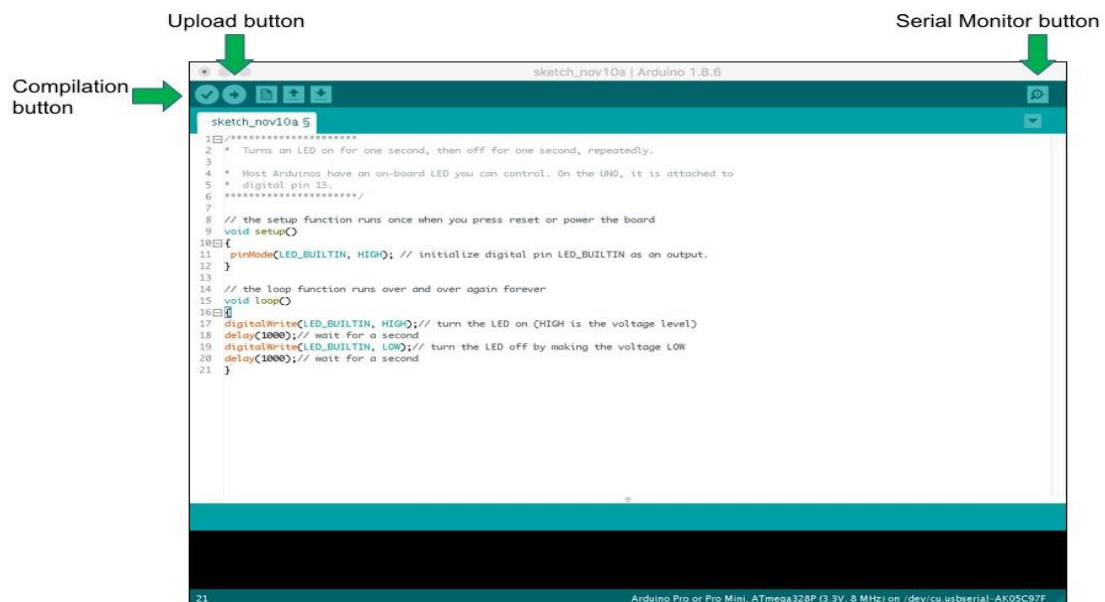 Upload button
Serial Monitor button
Compilation
button
sketch_nov10a | Arduino 1.8.6
sketch_nov10a §
1 /*********************
2 *  Turns an LED on for one second, then off for one second, repeatedly.
3
4 *  Most Arduinos have an on-board LED you can control. On the UNO, it is attached to
5 *  digital pin 13.
6 **********************/
7
8 // the setup function runs once when you press reset or power the board
9 void setup()
10 {
11  pinMode(LED_BUILTIN, HIGH); // initialize digital pin LED_BUILTIN as an output.
12 }
13
14 // the loop function runs over and over again forever
15 void loop()
16 {
17 digitalWrite(LED_BUILTIN, HIGH);// turn the LED on (HIGH is the voltage level)
18 delay(1000);// wait for a second
19 digitalWrite(LED_BUILTIN, LOW);// turn the LED off by making the voltage LOW
20 delay(1000);// wait for a second
21 }
21
Arduino Pro or Pro Mini, ATmega328P (3.3V, 8 MHz) on /dev/cu.usbserial-AK05C97F